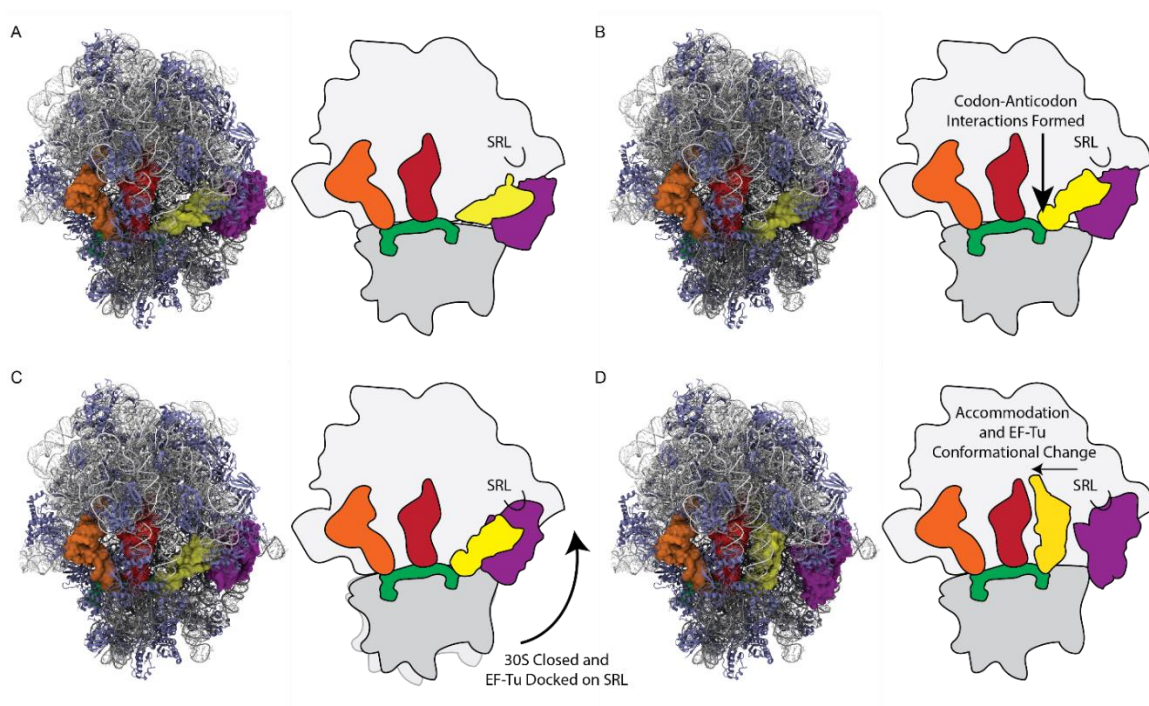 A
SRL
B
Codon-Anticodon
Interactions Formed
SRL
C
SRL
30S Closed and
EF-Tu Docked on SRL
D
Accommodation
and EF-Tu
Conformational Change
SRL